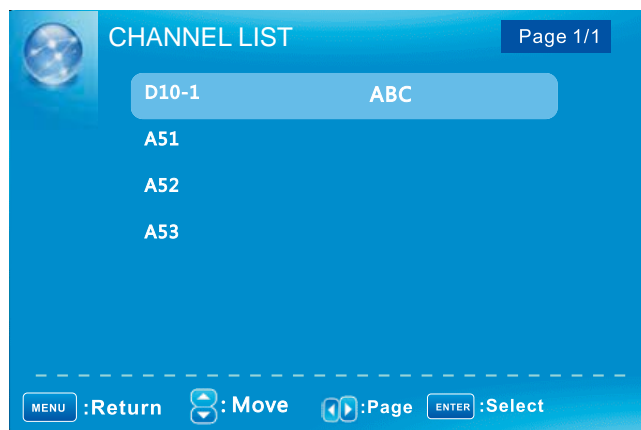 CHANNEL LIST Page 1/1
D10-1 ABC
A51
A52
A53
MENU :Return : Move :Page ENTER :Select